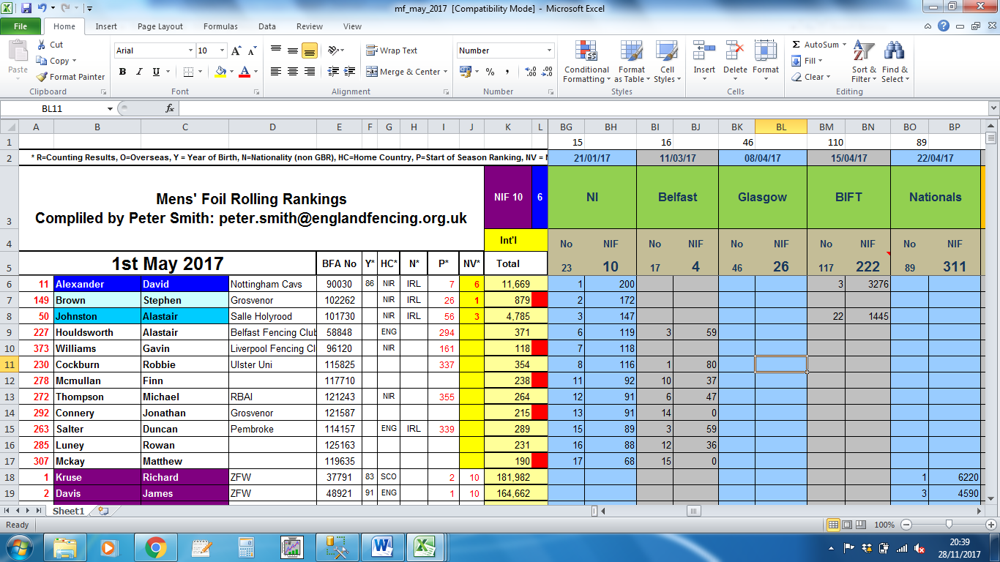 mf_may_2017 [Compatibility Mode] - Microsoft Excel
File Home Insert Page Layout Formulas Data Review View
Paste
Cut
Copy
Format Painter
Clipboard
Arial 10
B I U
Font
Wrap Text
Merge & Center
Alignment
Number
Number
Conditional Formatting
Format as Table
Cell Styles
Styles
Insert Delete Format
Cells
AutoSum
Fill
Clear
Sort & Filter
Find & Select
Editing
BL11 fx
A B C D E F G H I J K L BG BH BI BJ BK BL BM BN BO BP
1 15 16 46 110 89
2 * R=Counting Results, O=Overseas, Y = Year of Birth, N=Nationality (non GBR), HC=Home Country, P=Start of Season Ranking, NV = 21/01/17 11/03/17 08/04/17 15/04/17 22/04/17
3 Mens' Foil Rolling Rankings
Compliled by Peter Smith: peter.smith@englandfencing.org.uk
NIF 10 6 NI Belfast Glasgow BIFT Nationals
4 Int'l No NIF No NIF No NIF No NIF No NIF
5 1st May 2017 BFA No Y* HC* N* P* NV* Total 23 10 17 4 46 26 117 222 89 311
6 11 Alexander David Nottingham Cavs 90030 86 NIR IRL 7 6 11,669 1 200 3 3276
7 149 Brown Stephen Grosvenor 102262 NIR IRL 26 1 879 2 172
8 50 Johnston Alastair Salle Holyrood 101730 NIR IRL 56 3 4,785 3 147 22 1445
9 227 Houldsworth Alastair Belfast Fencing Club 58848 ENG 294 371 6 119 3 59
10 373 Williams Gavin Liverpool Fencing Cl 96120 NIR 161 118 7 118
11 230 Cockburn Robbie Ulster Uni 115825 337 354 8 116 1 80
12 278 Mcmullan Finn 117710 238 11 92 10 37
13 272 Thompson Michael RBAI 121243 NIR 355 264 12 91 6 47
14 292 Connery Jonathan Grosvenor 121587 215 13 91 14 0
15 263 Salter Duncan Pembroke 114157 ENG IRL 339 289 15 89 3 59
16 285 Luney Rowan 125163 231 16 88 12 36
17 307 Mckay Matthew 119635 190 17 68 15 0
18 1 Kruse Richard ZFW 37791 83 SCO 2 10 181,982 1 6220
19 2 Davis James ZFW 48921 91 ENG 1 10 164,662 3 4590
Sheet1
Ready 100%
20:39
28/11/2017